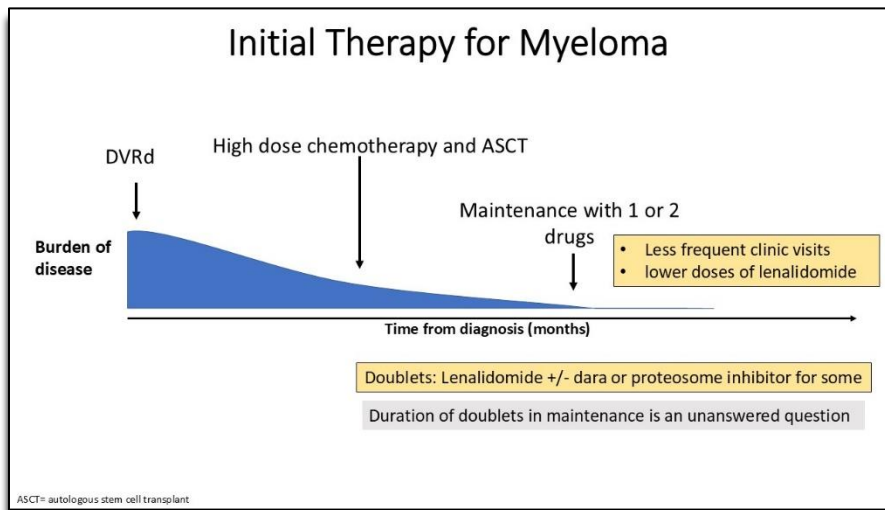 Initial Therapy for Myeloma
DVRd
High dose chemotherapy and ASCT
Maintenance with 1 or 2
drugs
• Less frequent clinic visits
• lower doses of lenalidomide
Burden of
disease
Time from diagnosis (months)
Doublets: Lenalidomide +/- dara or proteosome inhibitor for some
Duration of doublets in maintenance is an unanswered question
ASCT= autologous stem cell transplant